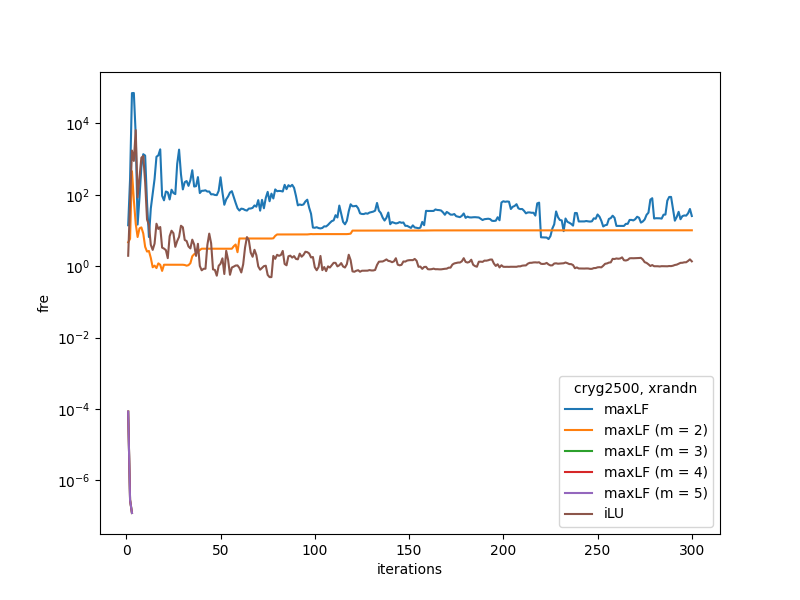 fre
10^4
10^2
10^0
10^-2
10^-4
10^-6
0 50 100 150 200 250 300
iterations
cryg2500, xrandn
maxLF
maxLF (m = 2)
maxLF (m = 3)
maxLF (m = 4)
maxLF (m = 5)
iLU